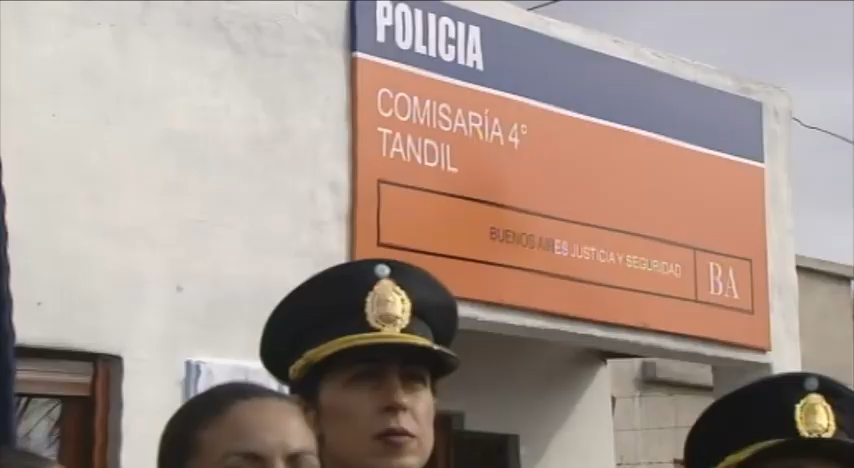 POLICIA
COMISARÍA 4°
TANDIL
BUENOS AIRES JUSTICIA Y SEGURIDAD
BA